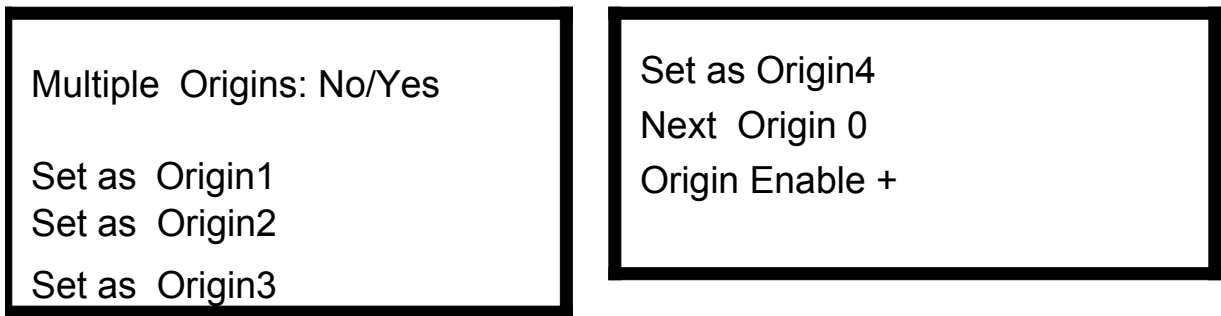 Multiple Origins: No/Yes
Set as Origin1
Set as Origin2
Set as Origin3
Set as Origin4
Next Origin 0
Origin Enable +